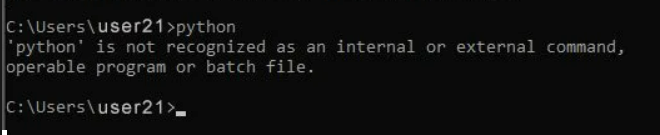 C:\Users\user21>python
'python' is not recognized as an internal or external command,
operable program or batch file.
C:\Users\user21>